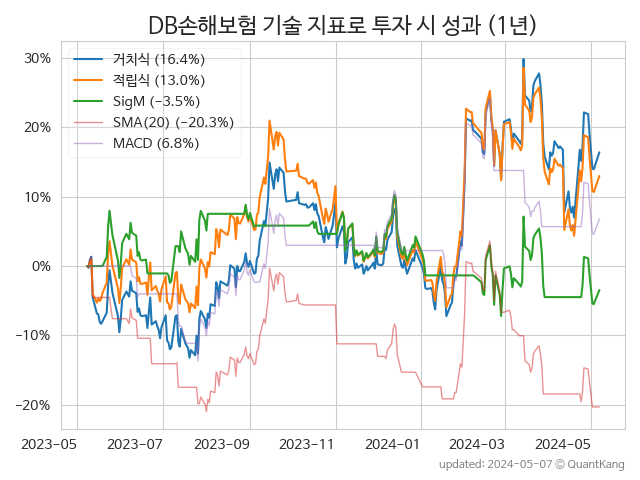 DB손해보험 기술 지표로 투자 시 성과 (1년)
거치식 (16.4%)
적립식 (13.0%)
SigM (−3.5%)
SMA(20) (−20.3%)
MACD (6.8%)
30%
20%
10%
0%
−10%
−20%
2023−05 2023−07 2023−09 2023−11 2024−01 2024−03 2024−05
updated: 2024−05−07 © QuantKang